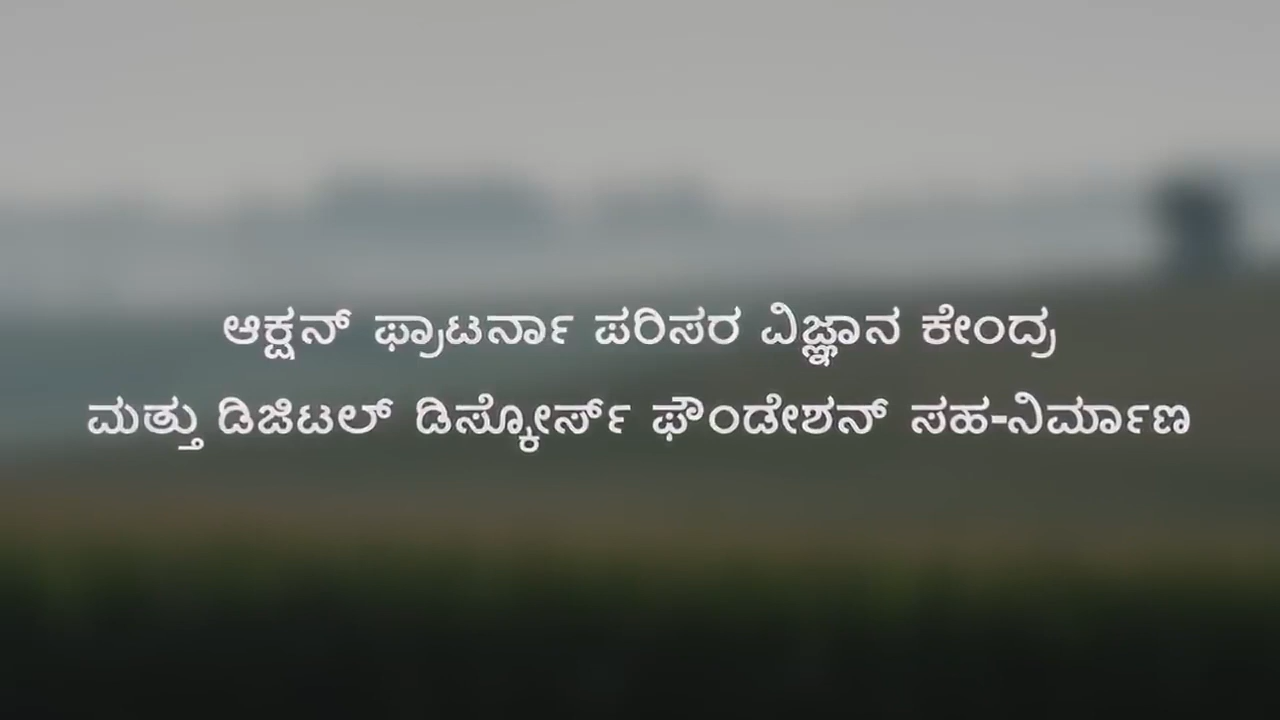 ಆಕ್ಷನ್ ಫ್ರಾಟರ್ನಾ ಪರಿಸರ ವಿಜ್ಞಾನ ಕೇಂದ್ರ
ಮತ್ತು ಡಿಜಿಟಲ್ ಡಿಸ್ಕೋರ್ಸ್ ಫೌಂಡೇಶನ್ ಸಹ-ನಿರ್ಮಾಣ